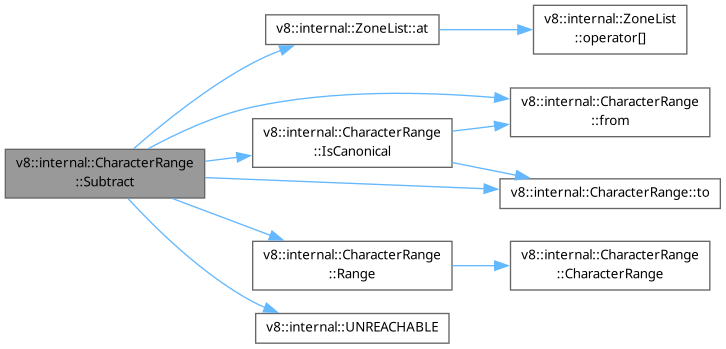 v8::internal::ZoneList::at
v8::internal::ZoneList
::operator[]
v8::internal::CharacterRange
::from
v8::internal::CharacterRange
::IsCanonical
v8::internal::CharacterRange
::Subtract
v8::internal::CharacterRange::to
v8::internal::CharacterRange
::Range
v8::internal::CharacterRange
::CharacterRange
v8::internal::UNREACHABLE